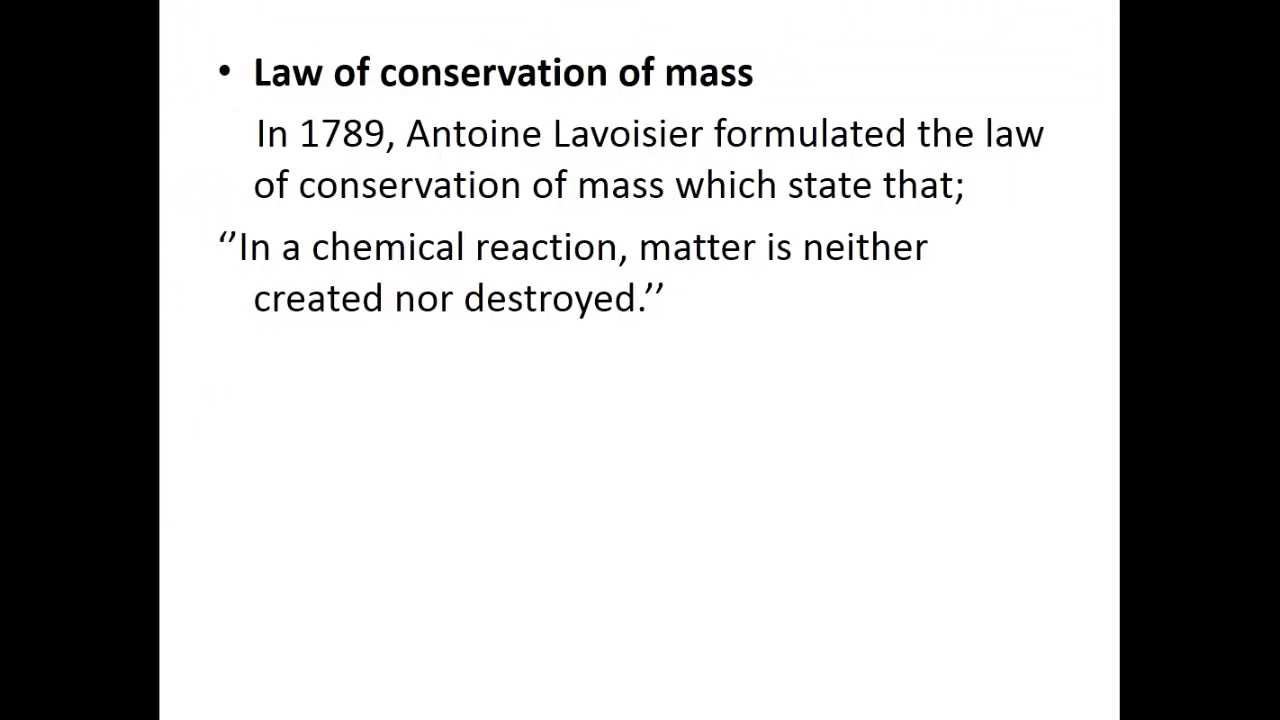 • Law of conservation of mass
In 1789, Antoine Lavoisier formulated the law
of conservation of mass which state that;
‘’In a chemical reaction, matter is neither
created nor destroyed.’’